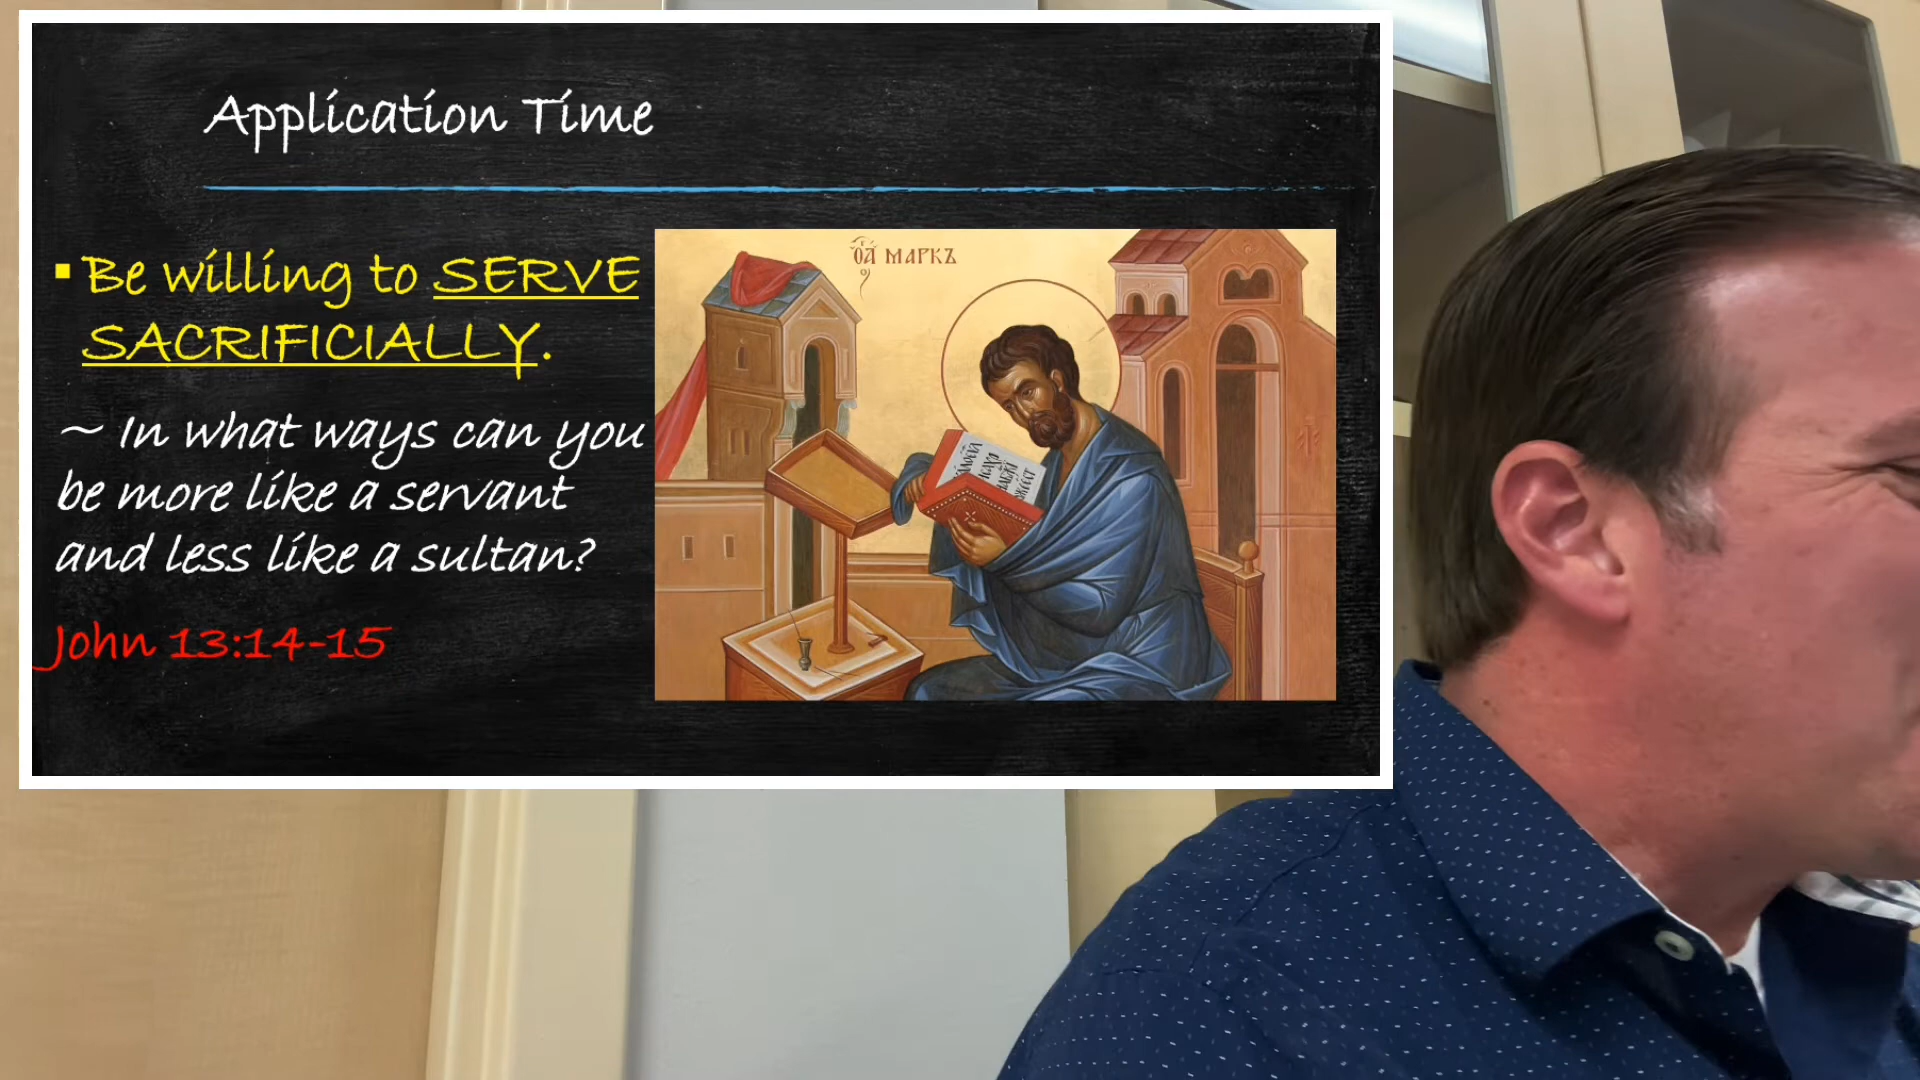 Application Time
▪ Be willing to SERVE
SACRIFICIALLY.
~ In what ways can you
be more like a servant
and less like a sultan?
John 13:14-15
МАРКЪ